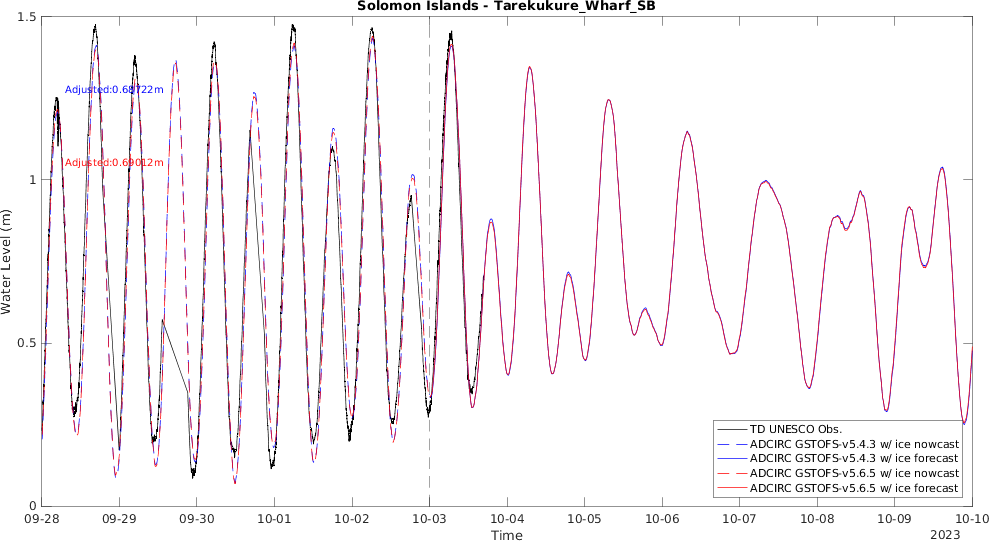 Solomon Islands - Tarekukure_Wharf_SB
1.5
1
0.5
0
Water Level (m)
Adjusted:0.68722m
Adjusted:0.69012m
TD UNESCO Obs.
ADCIRC GSTOFS-v5.4.3 w/ ice nowcast
ADCIRC GSTOFS-v5.4.3 w/ ice forecast
ADCIRC GSTOFS-v5.6.5 w/ ice nowcast
ADCIRC GSTOFS-v5.6.5 w/ ice forecast
09-28 09-29 09-30 10-01 10-02 10-03 10-04 10-05 10-06 10-07 10-08 10-09 10-10
Time
2023